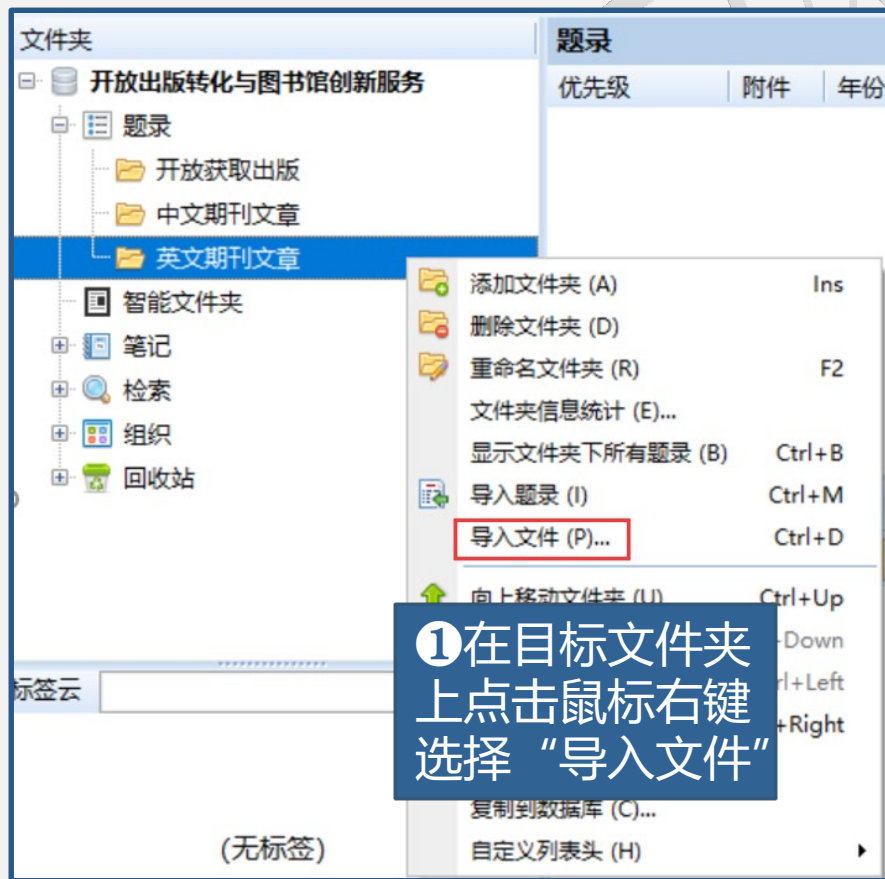 文件夹
题录
开放出版转化与图书馆创新服务
优先级 附件 年份
题录
开放获取出版
中文期刊文章
英文期刊文章
智能文件夹
笔记
检索
组织
回收站
添加文件夹 (A) Ins
删除文件夹 (D)
重命名文件夹 (R) F2
文件夹信息统计 (E)...
显示文件夹下所有题录 (B) Ctrl+B
导入题录 (I) Ctrl+M
导入文件 (P)... Ctrl+D
向上移动文件夹 (U) Ctrl+Up
+Down
rl+Left
+Right
❶在目标文件夹
上点击鼠标右键
选择“导入文件”
复制到数据库 (C)...
自定义列表头 (H)
标签云
(无标签)